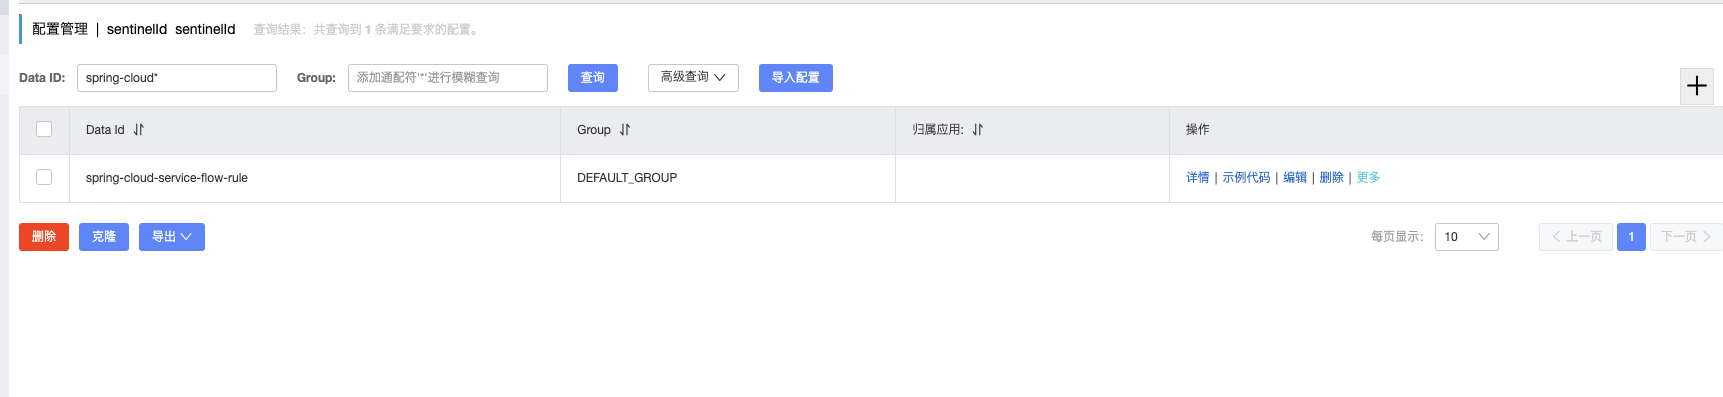 配置管理 | sentinelId sentinelId 查询结果：共查询到 1 条满足要求的配置。
Data ID: spring-cloud* Group: 添加通配符'*'进行模糊查询 查询 高级查询 导入配置
Data Id Group 归属应用: 操作
spring-cloud-service-flow-rule DEFAULT_GROUP 详情 | 示例代码 | 编辑 | 删除 | 更多
删除 克隆 导出 每页显示: 10 上一页 1 下一页